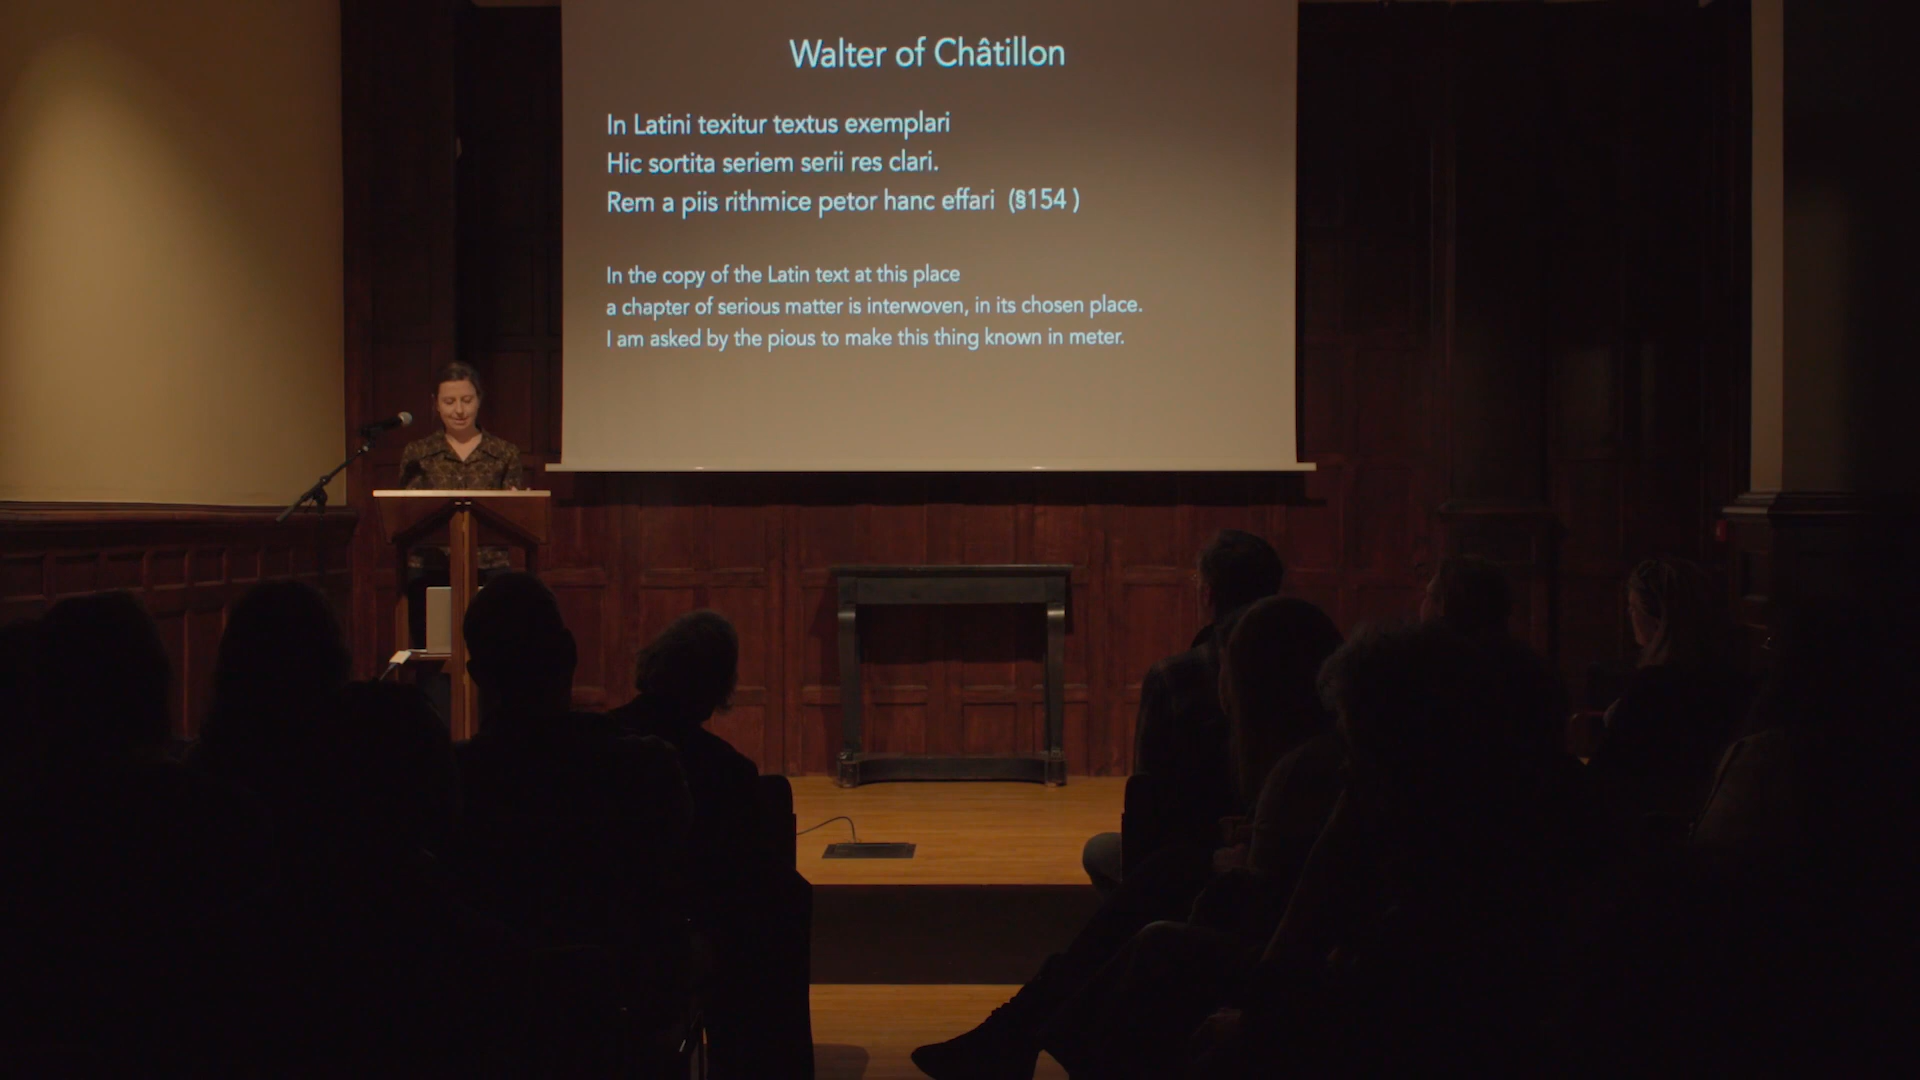 Walter of Châtillon
In Latini texitur textus exemplari
Hic sortita seriem serii res clari.
Rem a piis rithmice petor hanc effari (§154 )
In the copy of the Latin text at this place
a chapter of serious matter is interwoven, in its chosen place.
I am asked by the pious to make this thing known in meter.